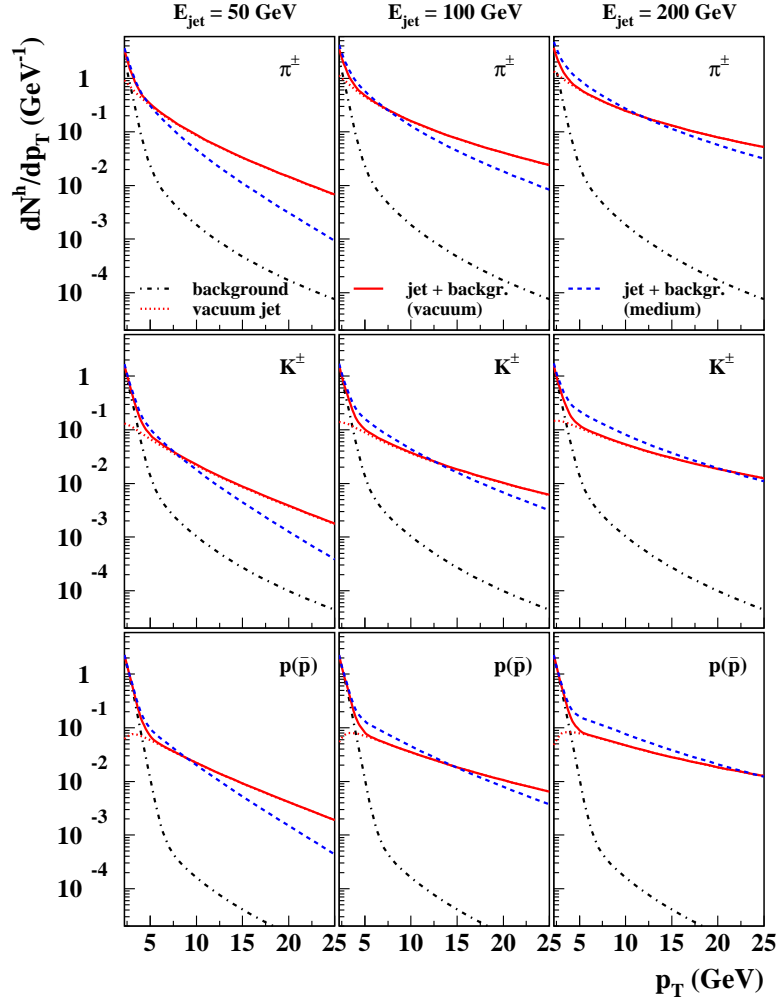 E_jet = 50 GeV E_jet = 100 GeV E_jet = 200 GeV
dN^h/dp_T (GeV^-1)
π^± π^± π^±
1
10^-1
10^-2
10^-3
10^-4
background
vacuum jet
jet + backgr.
(vacuum)
jet + backgr.
(medium)
K^± K^± K^±
1
10^-1
10^-2
10^-3
10^-4
p(p̄) p(p̄) p(p̄)
1
10^-1
10^-2
10^-3
10^-4
5 10 15 20 25 5 10 15 20 25 5 10 15 20 25
p_T (GeV)